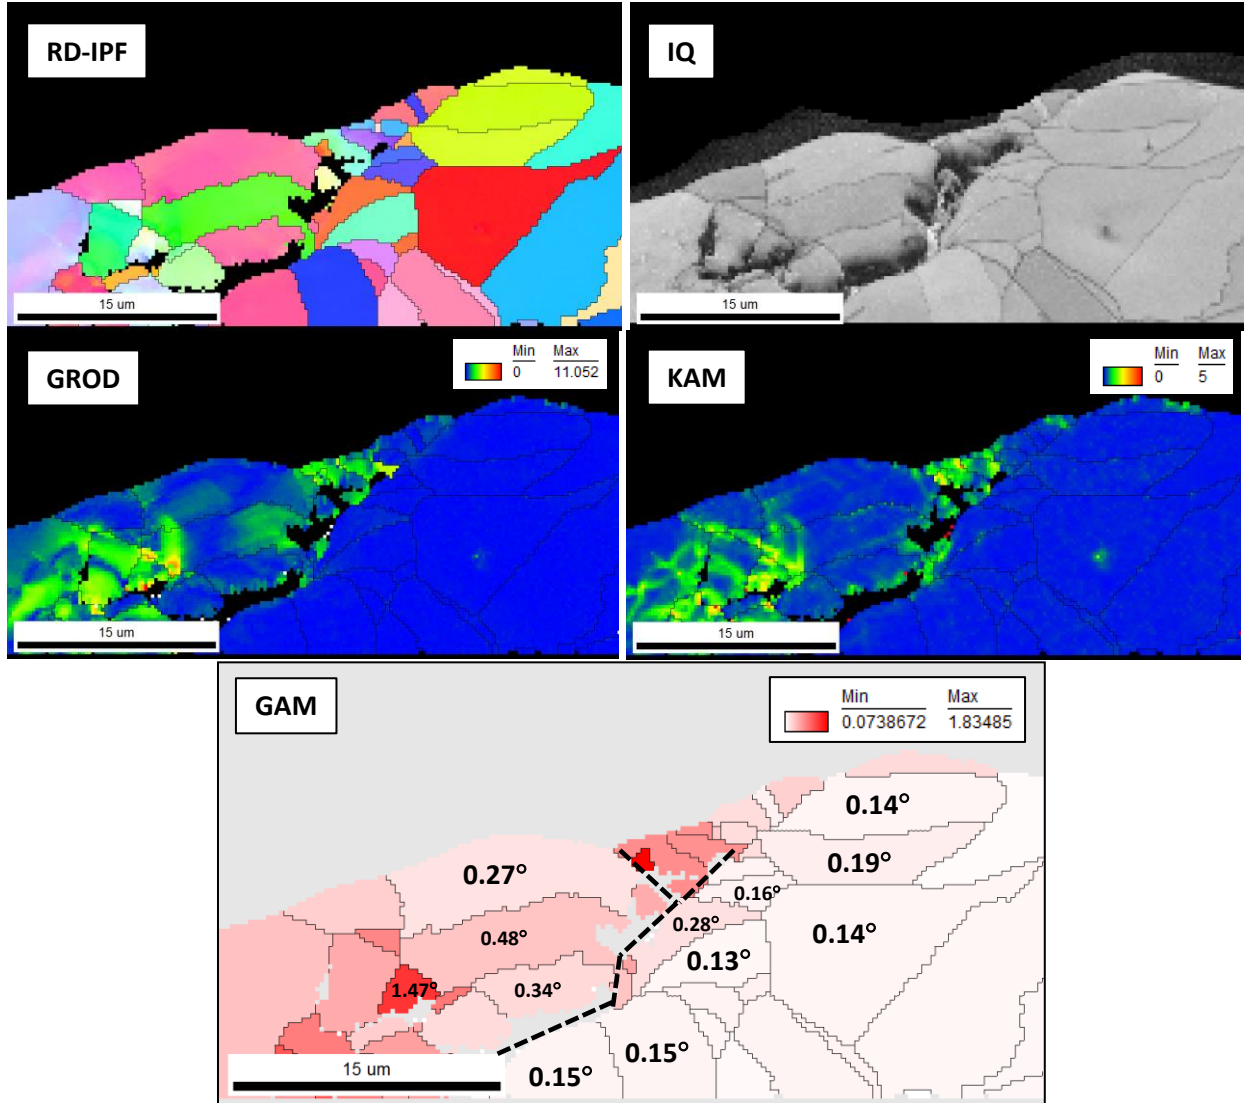 RD-IPF
IQ
15 um
15 um
GROD
Min Max
0 11.052
KAM
Min Max
0 5
15 um
15 um
GAM
Min Max
0.0738672 1.83485
0.14°
0.27°
0.19°
0.16°
0.28°
0.48°
0.14°
0.13°
1.47°
0.34°
0.15°
0.15°
15 um